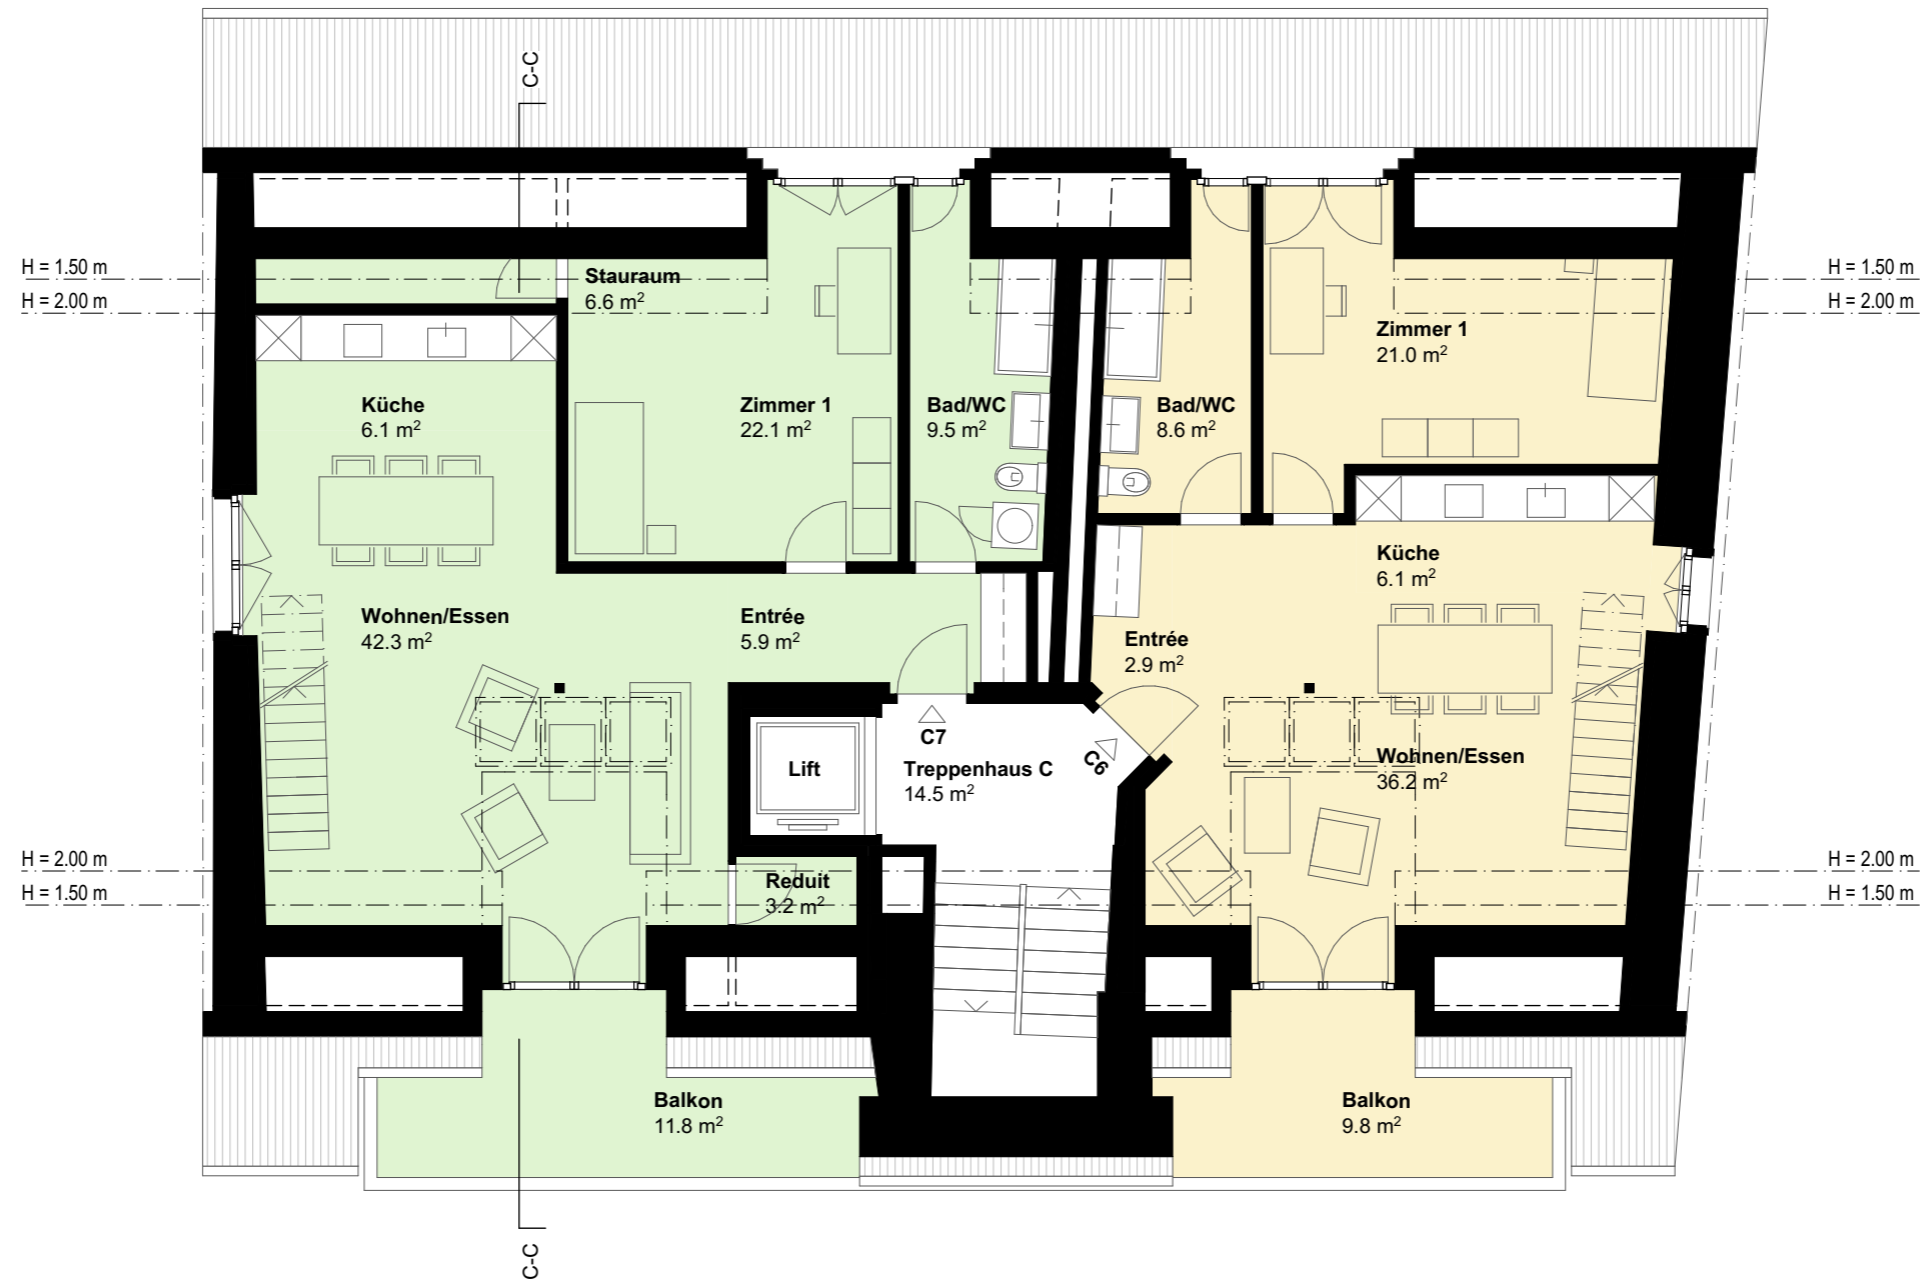 C-C
H = 1.50 m
H = 2.00 m
H = 1.50 m
H = 2.00 m
Stauraum
6.6 m²
Zimmer 1
21.0 m²
Küche
6.1 m²
Zimmer 1
22.1 m²
Bad/WC
9.5 m²
Bad/WC
8.6 m²
Küche
6.1 m²
Wohnen/Essen
42.3 m²
Entrée
5.9 m²
Entrée
2.9 m²
C7
C6
Lift
Treppenhaus C
14.5 m²
Wohnen/Essen
36.2 m²
H = 2.00 m
H = 1.50 m
Reduit
3.2 m²
H = 2.00 m
H = 1.50 m
Balkon
11.8 m²
Balkon
9.8 m²
C-C